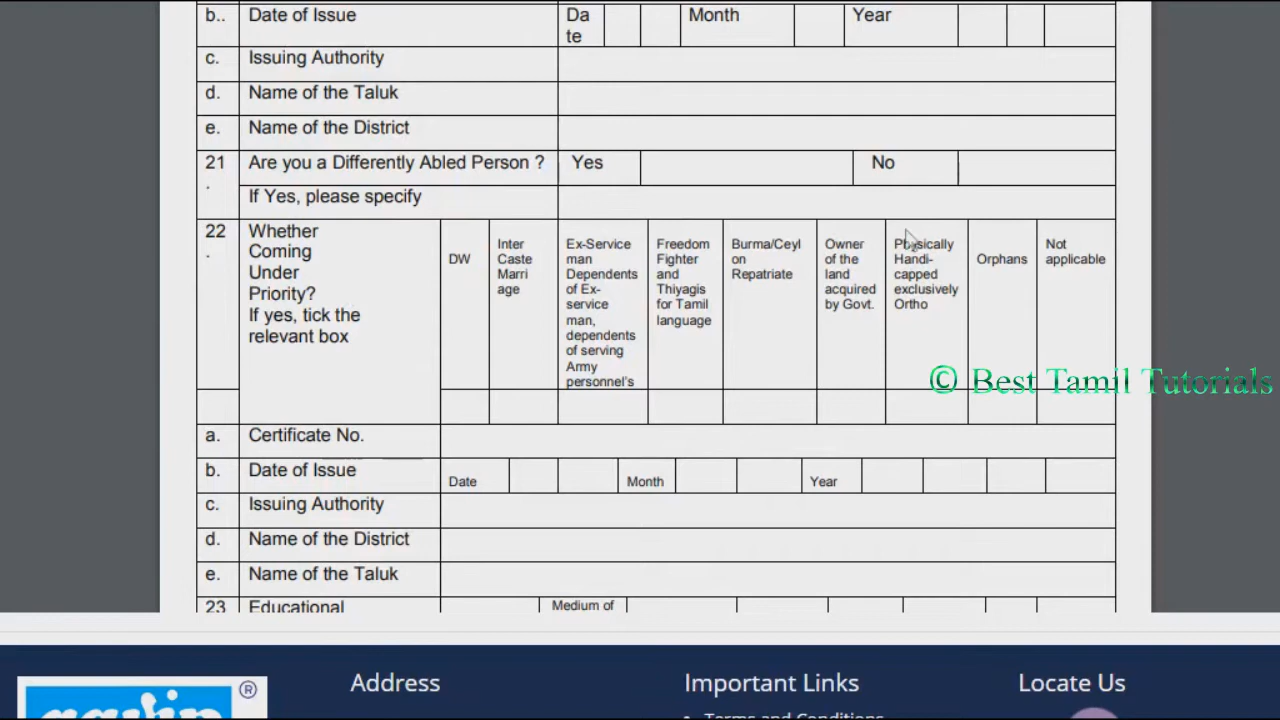 b.. Date of Issue Da Month Year
te
c. Issuing Authority
d. Name of the Taluk
e. Name of the District
21 Are you a Differently Abled Person ? Yes No
.
If Yes, please specify
22 Whether
. Coming
Under
Priority?
If yes, tick the
relevant box
DW
Inter
Caste
Marri
age
Ex-Service
man
Dependents
of Ex-
service
man,
dependents
of serving
Army
personnel's
Freedom
Fighter
and
Thiyagis
for Tamil
language
Burma/Ceyl
on
Repatriate
Owner
of the
land
acquired
by Govt.
Physically
Handi-
capped
exclusively
Ortho
Orphans
Not
applicable
© Best Tamil Tutorials
a. Certificate No.
b. Date of Issue Date Month Year
c. Issuing Authority
d. Name of the District
e. Name of the Taluk
23 Educational Medium of
Address Important Links Locate Us
®
Terms and Conditions